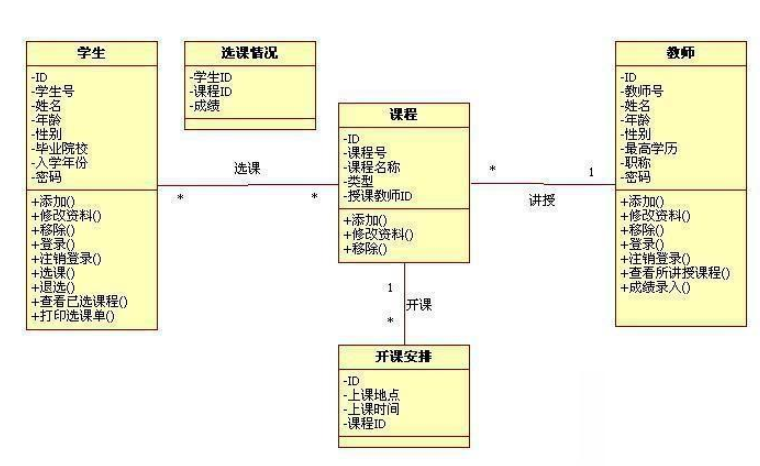 学生
-ID
-学生号
-姓名
-年龄
-性别
-毕业院校
-入学年份
-密码
+添加()
+修改资料()
+移除()
+登录()
+注销登录()
+选课()
+退选()
+查看已选课程()
+打印选课单()
选课情况
-学生ID
-课程ID
-成绩
选课
*
*
课程
-ID
-课程号
-课程名称
-类型
-授课教师ID
+添加()
+修改资料()
+移除()
*
1
讲授
教师
-ID
-教师号
-姓名
-年龄
-性别
-最高学历
-职称
-密码
+添加()
+修改资料()
+移除()
+登录()
+注销登录()
+查看所讲授课程()
+成绩录入()
1
开课
*
开课安排
-ID
-上课地点
-上课时间
-课程ID